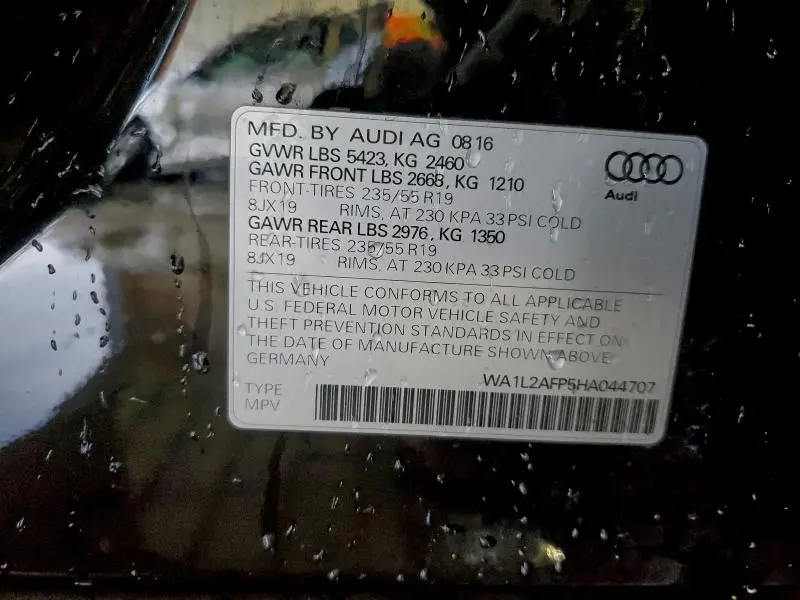 MFD. BY AUDI AG 08 16
GVWR LBS 5423, KG 2460
GAWR FRONT LBS 2668, KG 1210
FRONT-TIRES 235/55 R19
8JX19 RIMS, AT 230 KPA 33 PSI COLD
GAWR REAR LBS 2976, KG 1350
REAR-TIRES 235/55 R19
8JX19 RIMS, AT 230 KPA 33 PSI COLD
Audi
THIS VEHICLE CONFORMS TO ALL APPLICABLE
U.S. FEDERAL MOTOR VEHICLE SAFETY AND
THEFT PREVENTION STANDARDS IN EFFECT ON
THE DATE OF MANUFACTURE SHOWN ABOVE
GERMANY
WA1L2AFP5HA044707
TYPE
MPV